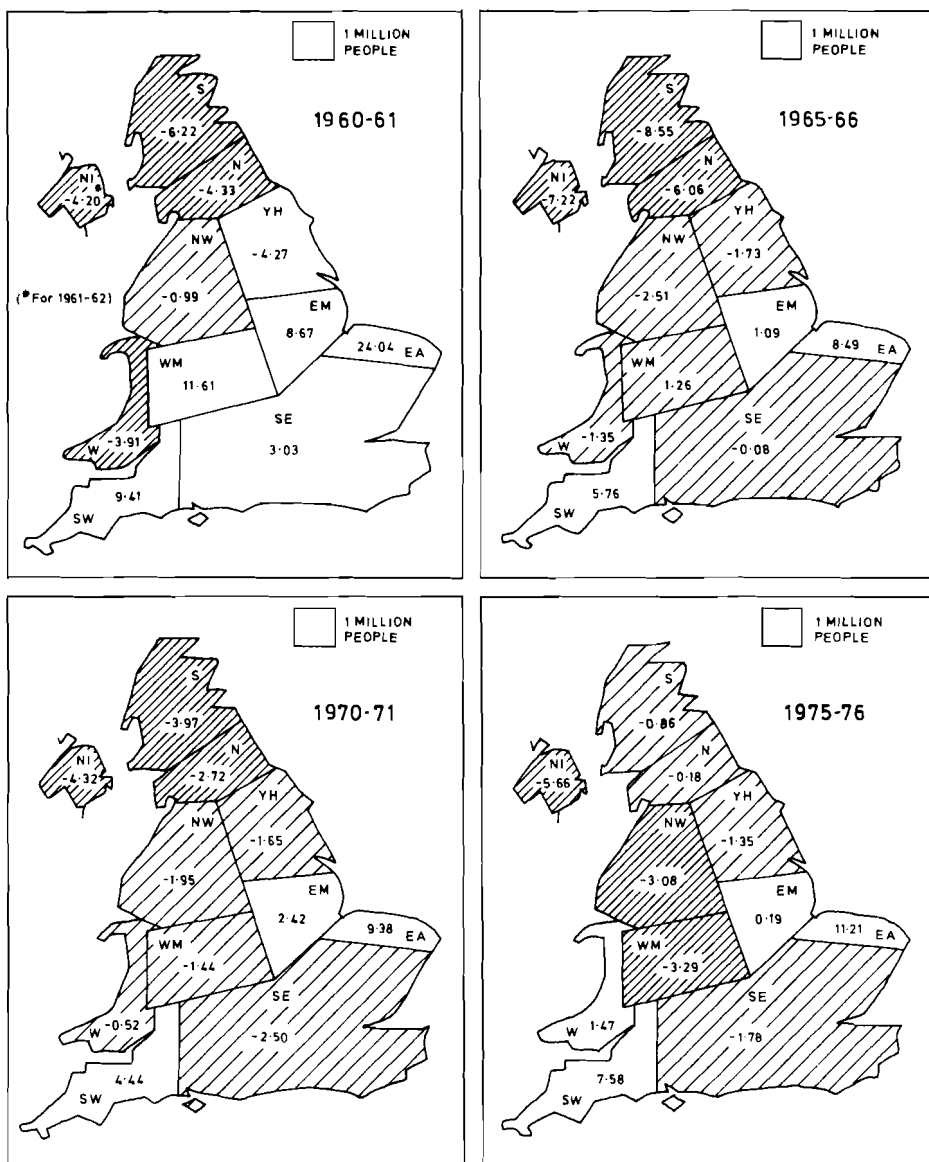 1 MILLION
PEOPLE
1960-61
S
-6·22
N
-4·33
NI
-4·20*
YH
-4·27
NW
-0·99
(*For 1961-62)
EM
8·67
24·04
EA
WM
11·61
SE
3·03
-3·91
W
9·41
SW
1 MILLION
PEOPLE
1965-66
S
-8·55
N
-6·06
NI
-7·22
YH
-1·73
NW
-2·51
EM
1·09
8·49
EA
WM
1·26
SE
-0·08
-1·35
W
5·76
SW
1 MILLION
PEOPLE
1970-71
S
-3·97
N
-2·72
NI
-4·32
YH
-1·65
NW
-1·95
EM
2·42
9·38
EA
WM
-1·44
SE
-2·50
-0·52
W
4·44
SW
1 MILLION
PEOPLE
1975-76
S
-0·86
N
-0·18
NI
-5·66
YH
-1·35
NW
-3·08
EM
0·19
11·21
EA
WM
-3·29
SE
-1·78
1·47
W
7·58
SW